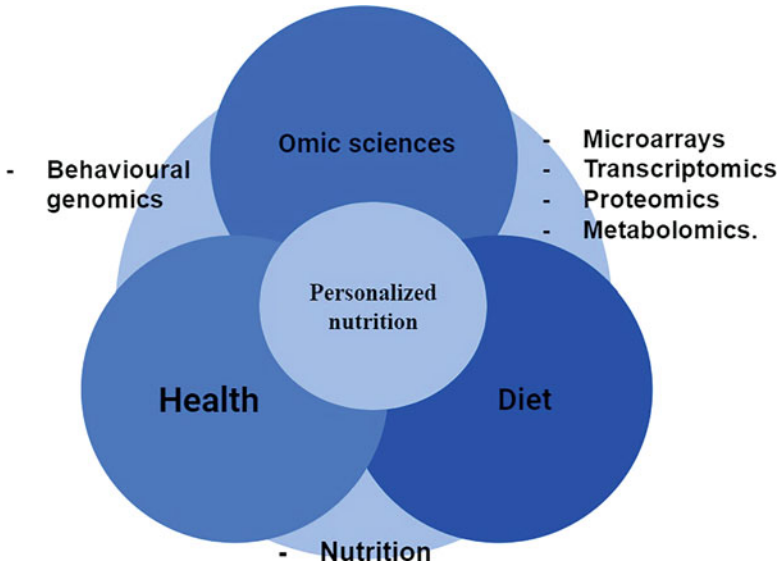 Omic sciences
- Behavioural
genomics
- Microarrays
- Transcriptomics
- Proteomics
- Metabolomics.
Personalized
nutrition
Health
Diet
- Nutrition